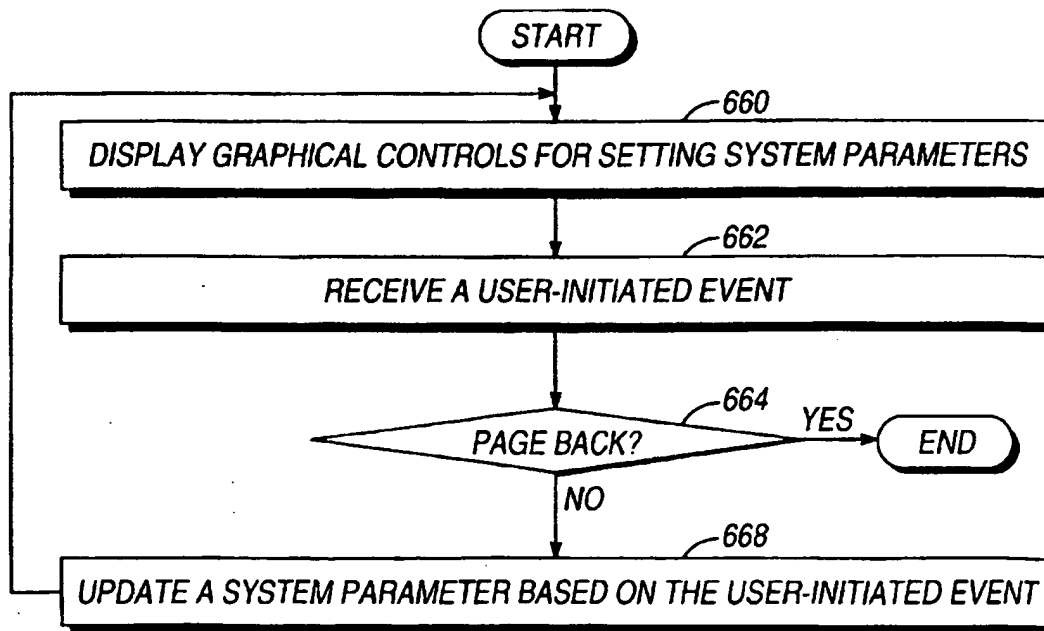 START
660
DISPLAY GRAPHICAL CONTROLS FOR SETTING SYSTEM PARAMETERS
662
RECEIVE A USER-INITIATED EVENT
664
PAGE BACK?
YES
END
NO
668
UPDATE A SYSTEM PARAMETER BASED ON THE USER-INITIATED EVENT